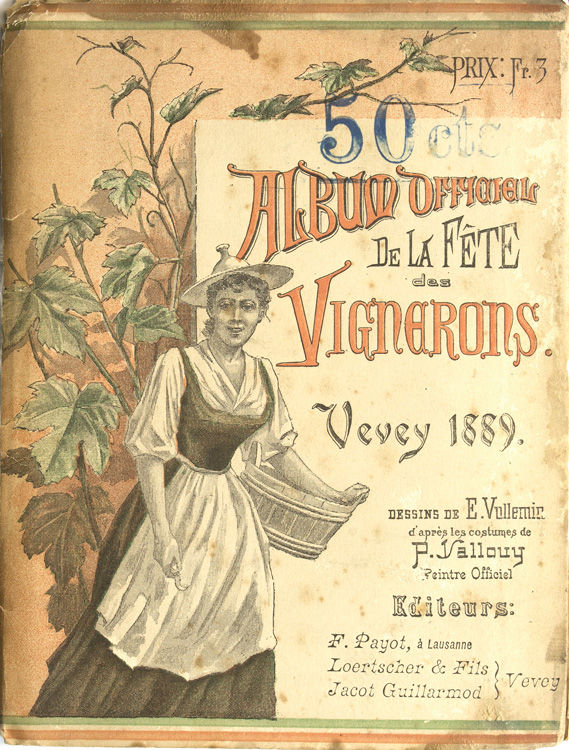 PRIX: Fr. 3
50 cts
ALBUM OFFICIEL
DE LA FÊTE
des
VIGNERONS.
Vevey 1889.
DESSINS DE E. Vullemin
d'après les costumes de
P. Vallouy
Peintre Officiel
Editeurs:
F. Payot, à Lausanne
Loertscher & Fils } Vevey
Jacot Guillarmod